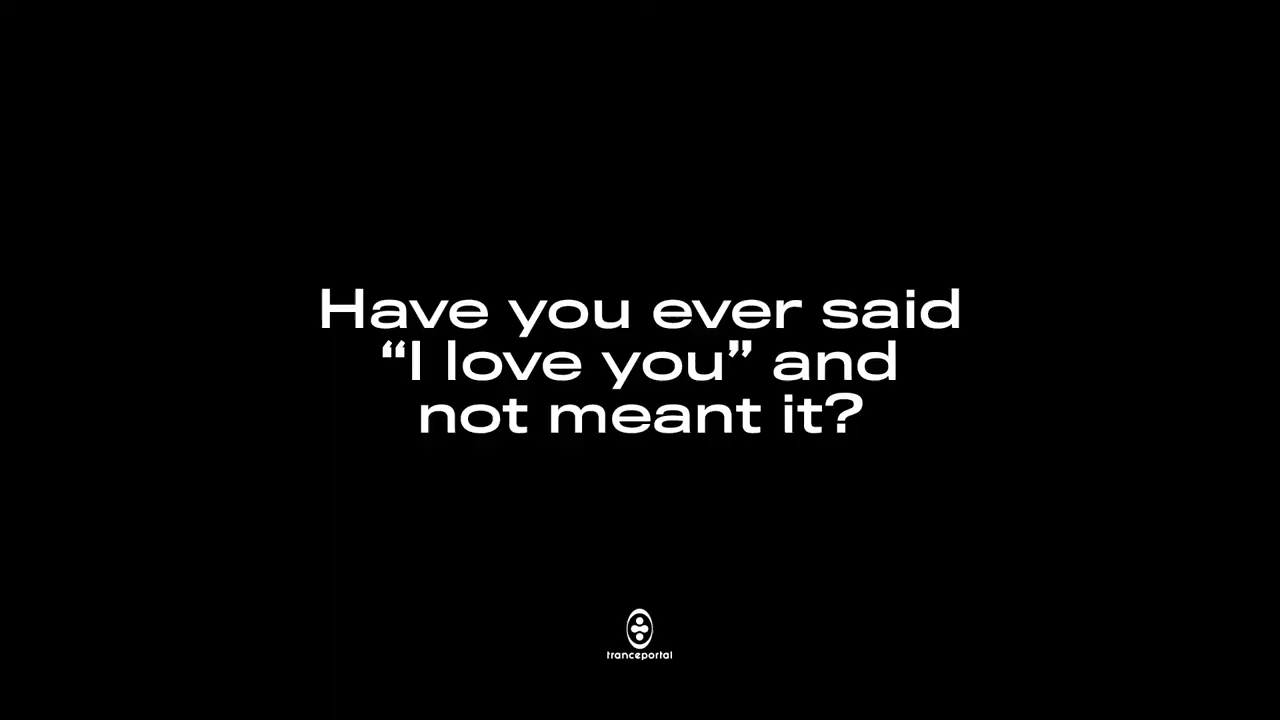 Have you ever said
“I love you” and
not meant it?
tranceportal